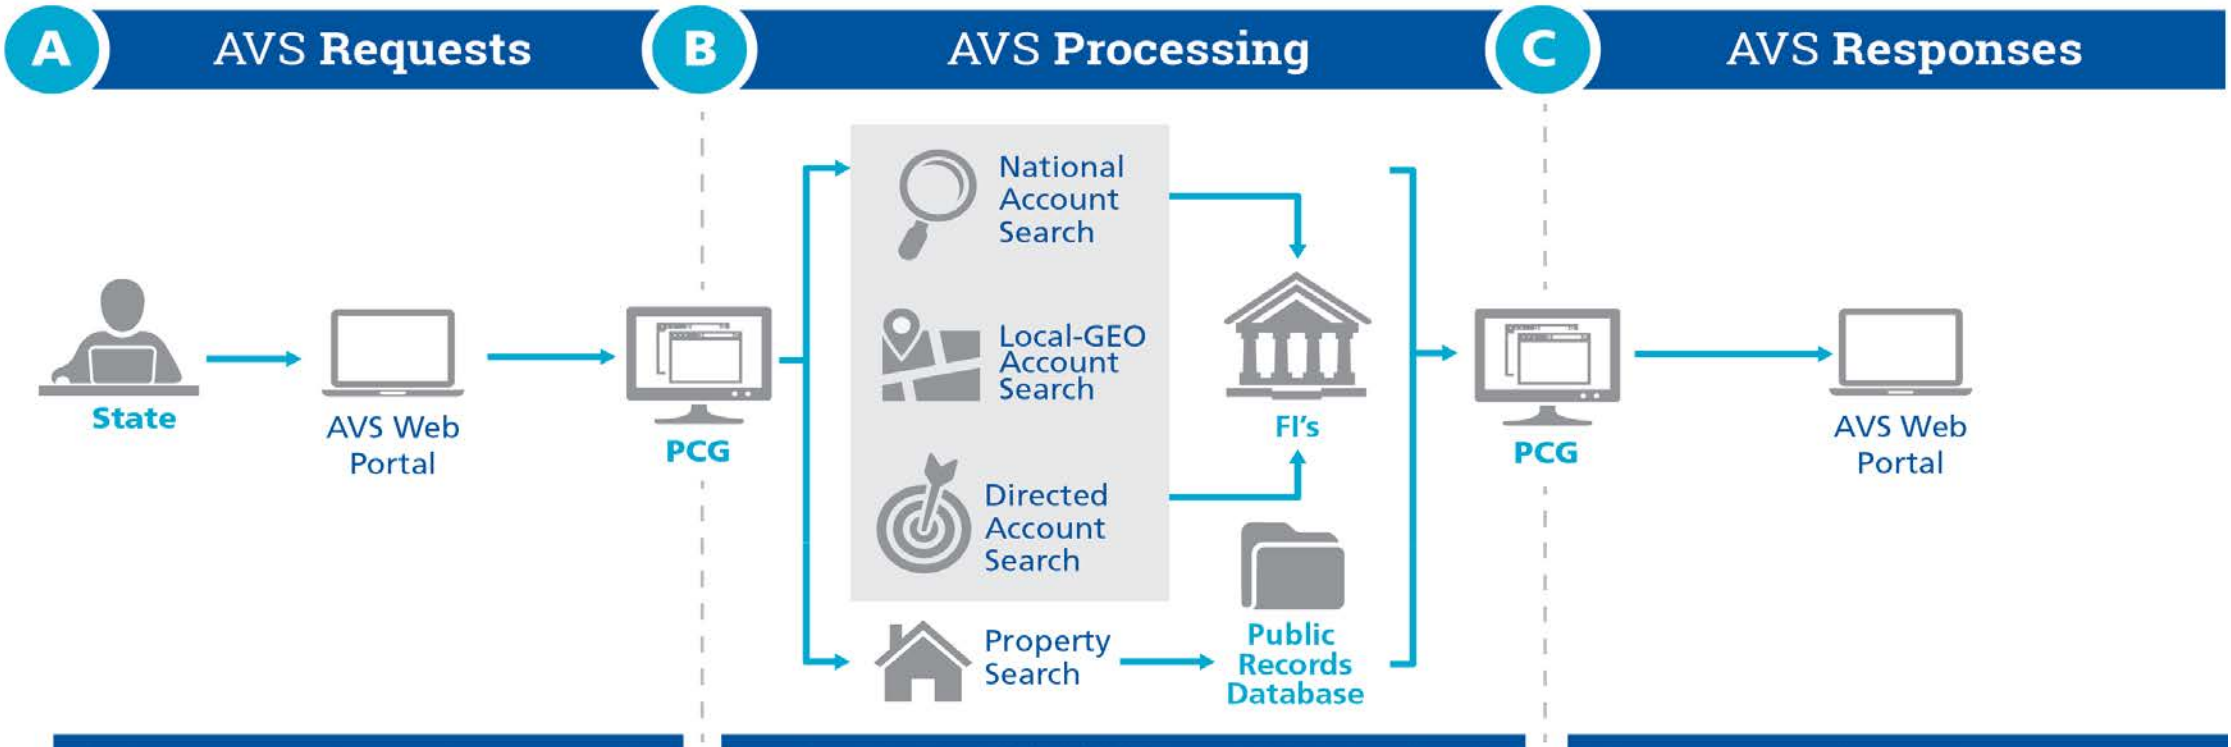 A
AVS Requests
B
AVS Processing
C
AVS Responses
State
AVS Web
Portal
PCG
National
Account
Search
Local-GEO
Account
Search
Directed
Account
Search
Property
Search
FI's
Public
Records
Database
PCG
AVS Web
Portal